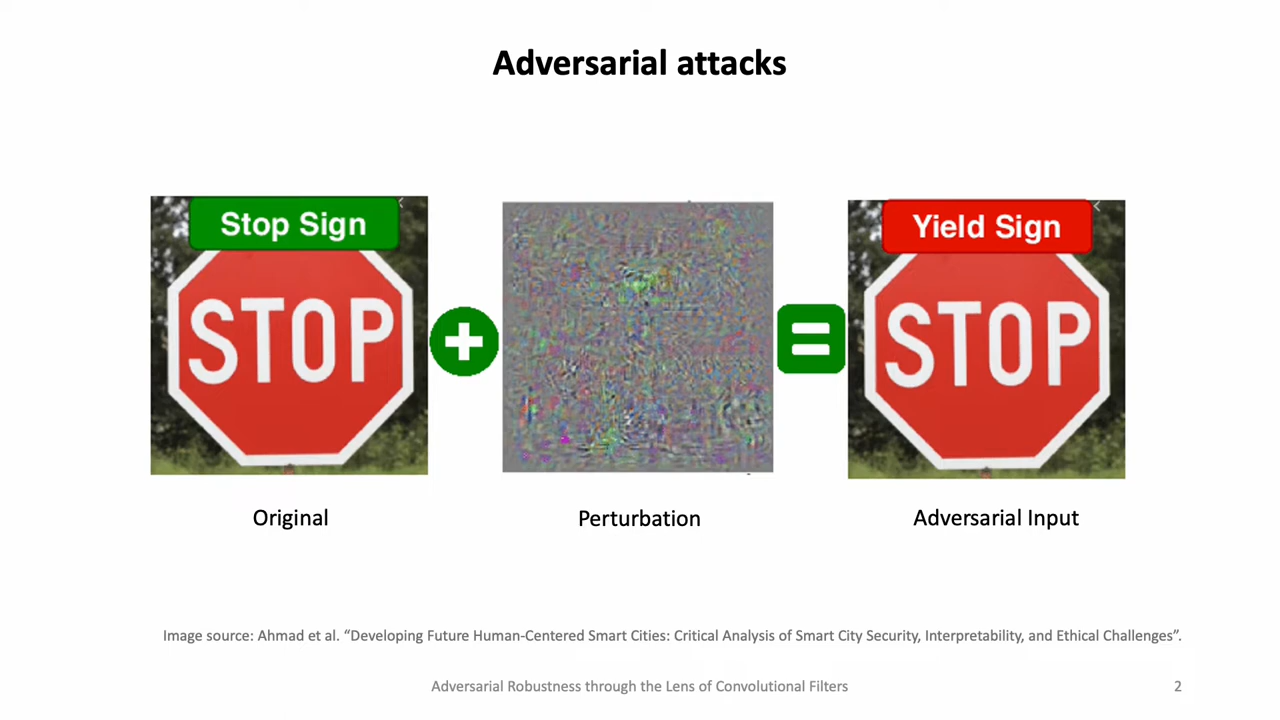 Adversarial attacks
Stop Sign
Yield Sign
STOP
STOP
Original
Perturbation
Adversarial Input
Image source: Ahmad et al. “Developing Future Human-Centered Smart Cities: Critical Analysis of Smart City Security, Interpretability, and Ethical Challenges”.
Adversarial Robustness through the Lens of Convolutional Filters
2